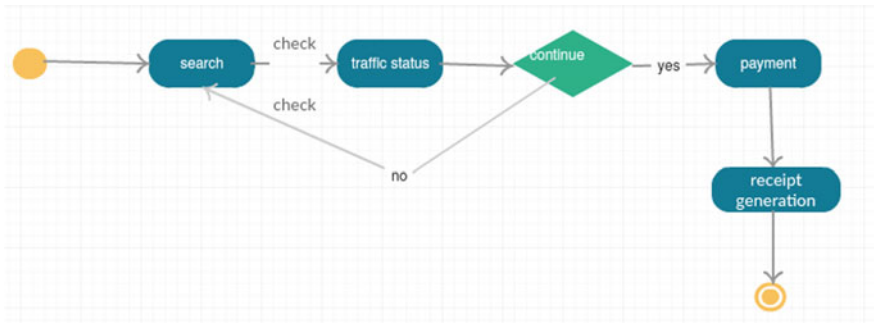 check
search
traffic status
continue
yes
payment
check
no
receipt
generation